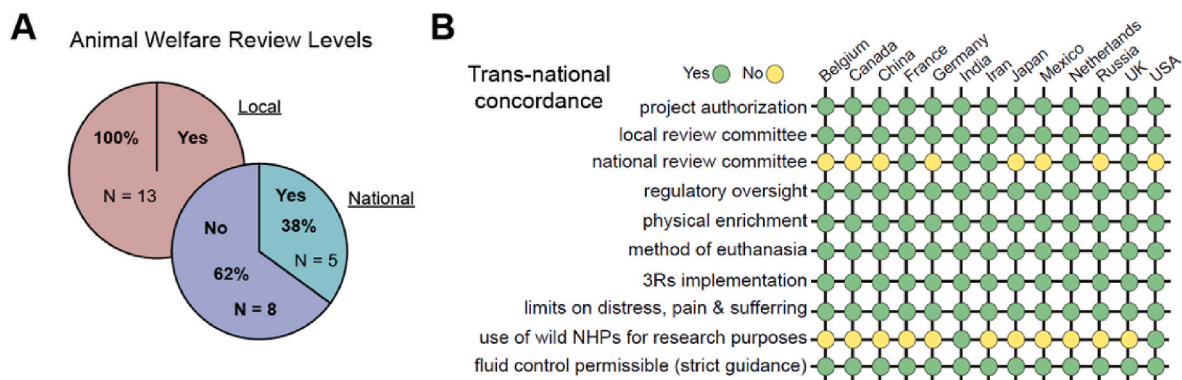 A
Animal Welfare Review Levels
Local
100%
Yes
N = 13
National
Yes
38%
N = 5
No
62%
N = 8
B
Trans-national
concordance
Yes
No
Belgium
Canada
China
France
Germany
India
Iran
Japan
Mexico
Netherlands
Russia
UK
USA
project authorization
local review committee
national review committee
regulatory oversight
physical enrichment
method of euthanasia
3Rs implementation
limits on distress, pain & sufferring
use of wild NHPs for research purposes
fluid control permissible (strict guidance)